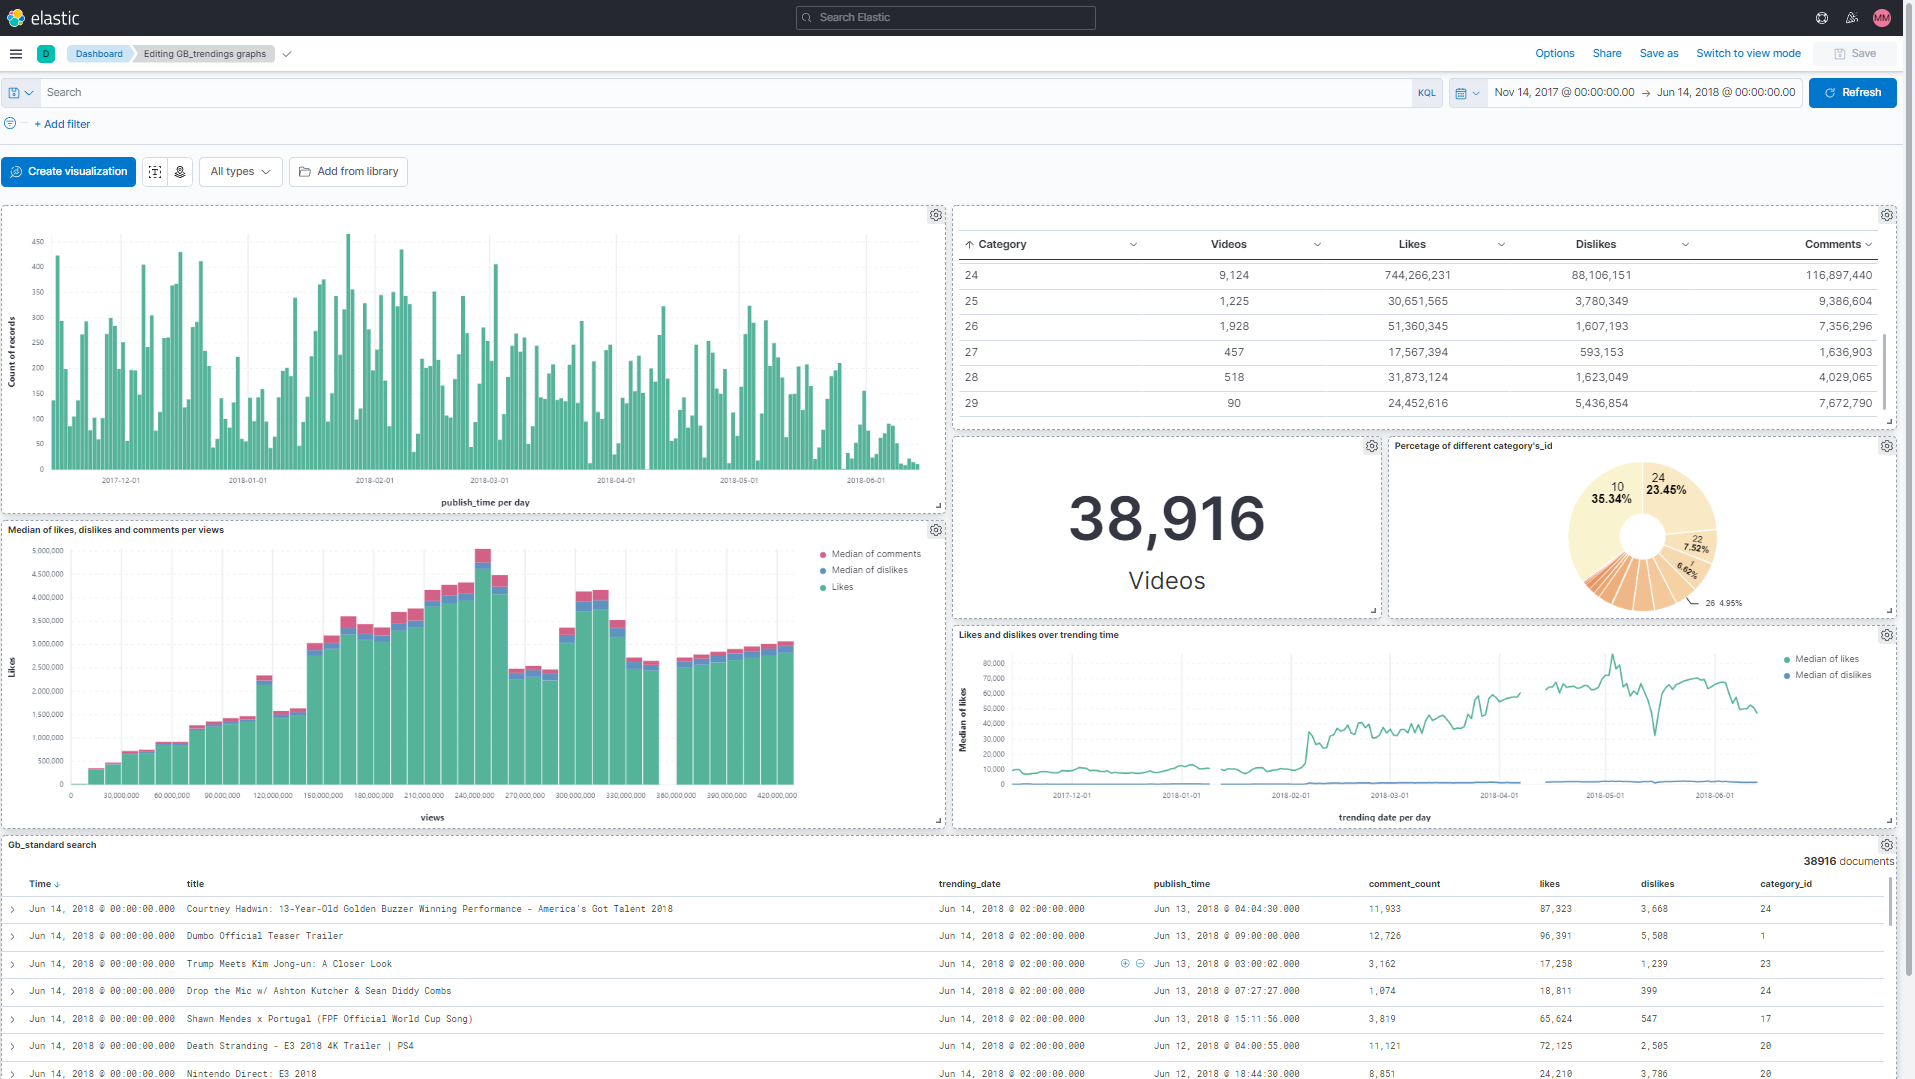 elastic
Search Elastic
MM
D
Dashboard
Editing GB_trendings graphs
Options
Share
Save as
Switch to view mode
Save
Search
KQL
Nov 14, 2017 @ 00:00:00.00 → Jun 14, 2018 @ 00:00:00.00
Refresh
+ Add filter
Create visualization
All types
Add from library
Count of records
450
400
350
300
250
200
150
100
50
0
2017-12-01 2018-01-01 2018-02-01 2018-03-01 2018-04-01 2018-05-01 2018-06-01
publish_time per day
Category Videos Likes Dislikes Comments
24 9,124 744,266,231 88,106,151 116,897,440
25 1,225 30,651,565 3,780,349 9,386,604
26 1,928 51,360,345 1,607,193 7,356,296
27 457 17,567,394 593,153 1,636,903
28 518 31,873,124 1,623,049 4,029,065
29 90 24,452,616 5,436,854 7,672,790
38,916
Videos
Percetage of different category's_id
10
35.34%
24
23.45%
22
7.52%
1
6.62%
26 4.95%
Median of likes, dislikes and comments per views
Likes
5,000,000
4,500,000
4,000,000
3,500,000
3,000,000
2,500,000
2,000,000
1,500,000
1,000,000
500,000
0
0 30,000,000 60,000,000 90,000,000 120,000,000 150,000,000 180,000,000 210,000,000 240,000,000 270,000,000 300,000,000 330,000,000 360,000,000 390,000,000 420,000,000
views
Median of comments
Median of dislikes
Likes
Likes and dislikes over trending time
Median of likes
80,000
70,000
60,000
50,000
40,000
30,000
20,000
10,000
0
2017-12-01 2018-01-01 2018-02-01 2018-03-01 2018-04-01 2018-05-01 2018-06-01
trending date per day
Median of likes
Median of dislikes
Gb_standard search
38916 documents
Time title trending_date publish_time comment_count likes dislikes category_id
Jun 14, 2018 @ 00:00:00.000 Courtney Hadwin: 13-Year-Old Golden Buzzer Winning Performance - America's Got Talent 2018 Jun 14, 2018 @ 02:00:00.000 Jun 13, 2018 @ 04:04:30.000 11,933 87,323 3,668 24
Jun 14, 2018 @ 00:00:00.000 Dumbo Official Teaser Trailer Jun 14, 2018 @ 02:00:00.000 Jun 13, 2018 @ 09:00:00.000 12,726 96,391 5,508 1
Jun 14, 2018 @ 00:00:00.000 Trump Meets Kim Jong-un: A Closer Look Jun 14, 2018 @ 02:00:00.000 Jun 13, 2018 @ 03:00:02.000 3,162 17,258 1,239 23
Jun 14, 2018 @ 00:00:00.000 Drop the Mic w/ Ashton Kutcher & Sean Diddy Combs Jun 14, 2018 @ 02:00:00.000 Jun 13, 2018 @ 07:27:27.000 1,074 18,811 399 24
Jun 14, 2018 @ 00:00:00.000 Shawn Mendes x Portugal (FPF Official World Cup Song) Jun 14, 2018 @ 02:00:00.000 Jun 13, 2018 @ 15:11:56.000 3,819 65,624 547 17
Jun 14, 2018 @ 00:00:00.000 Death Stranding - E3 2018 4K Trailer | PS4 Jun 14, 2018 @ 02:00:00.000 Jun 12, 2018 @ 04:00:55.000 11,121 72,125 2,505 20
Jun 14, 2018 @ 00:00:00.000 Nintendo Direct: E3 2018 Jun 14, 2018 @ 02:00:00.000 Jun 12, 2018 @ 18:44:30.000 8,851 24,210 3,786 20